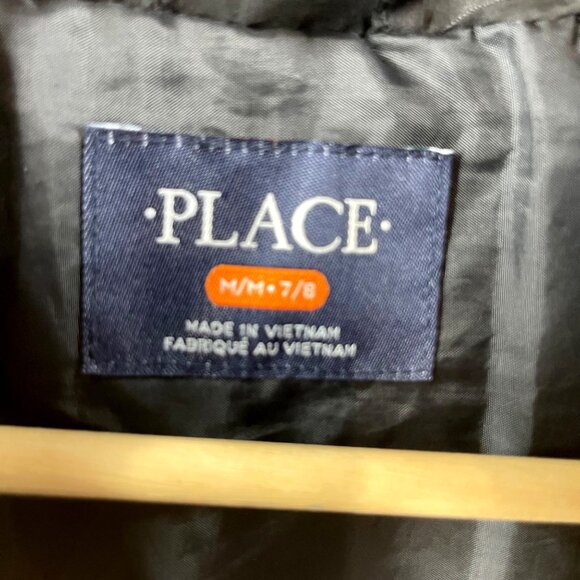 ·PLACE·
M/M•7/8
MADE IN VIETNAM
FABRIQUÉ AU VIETNAM